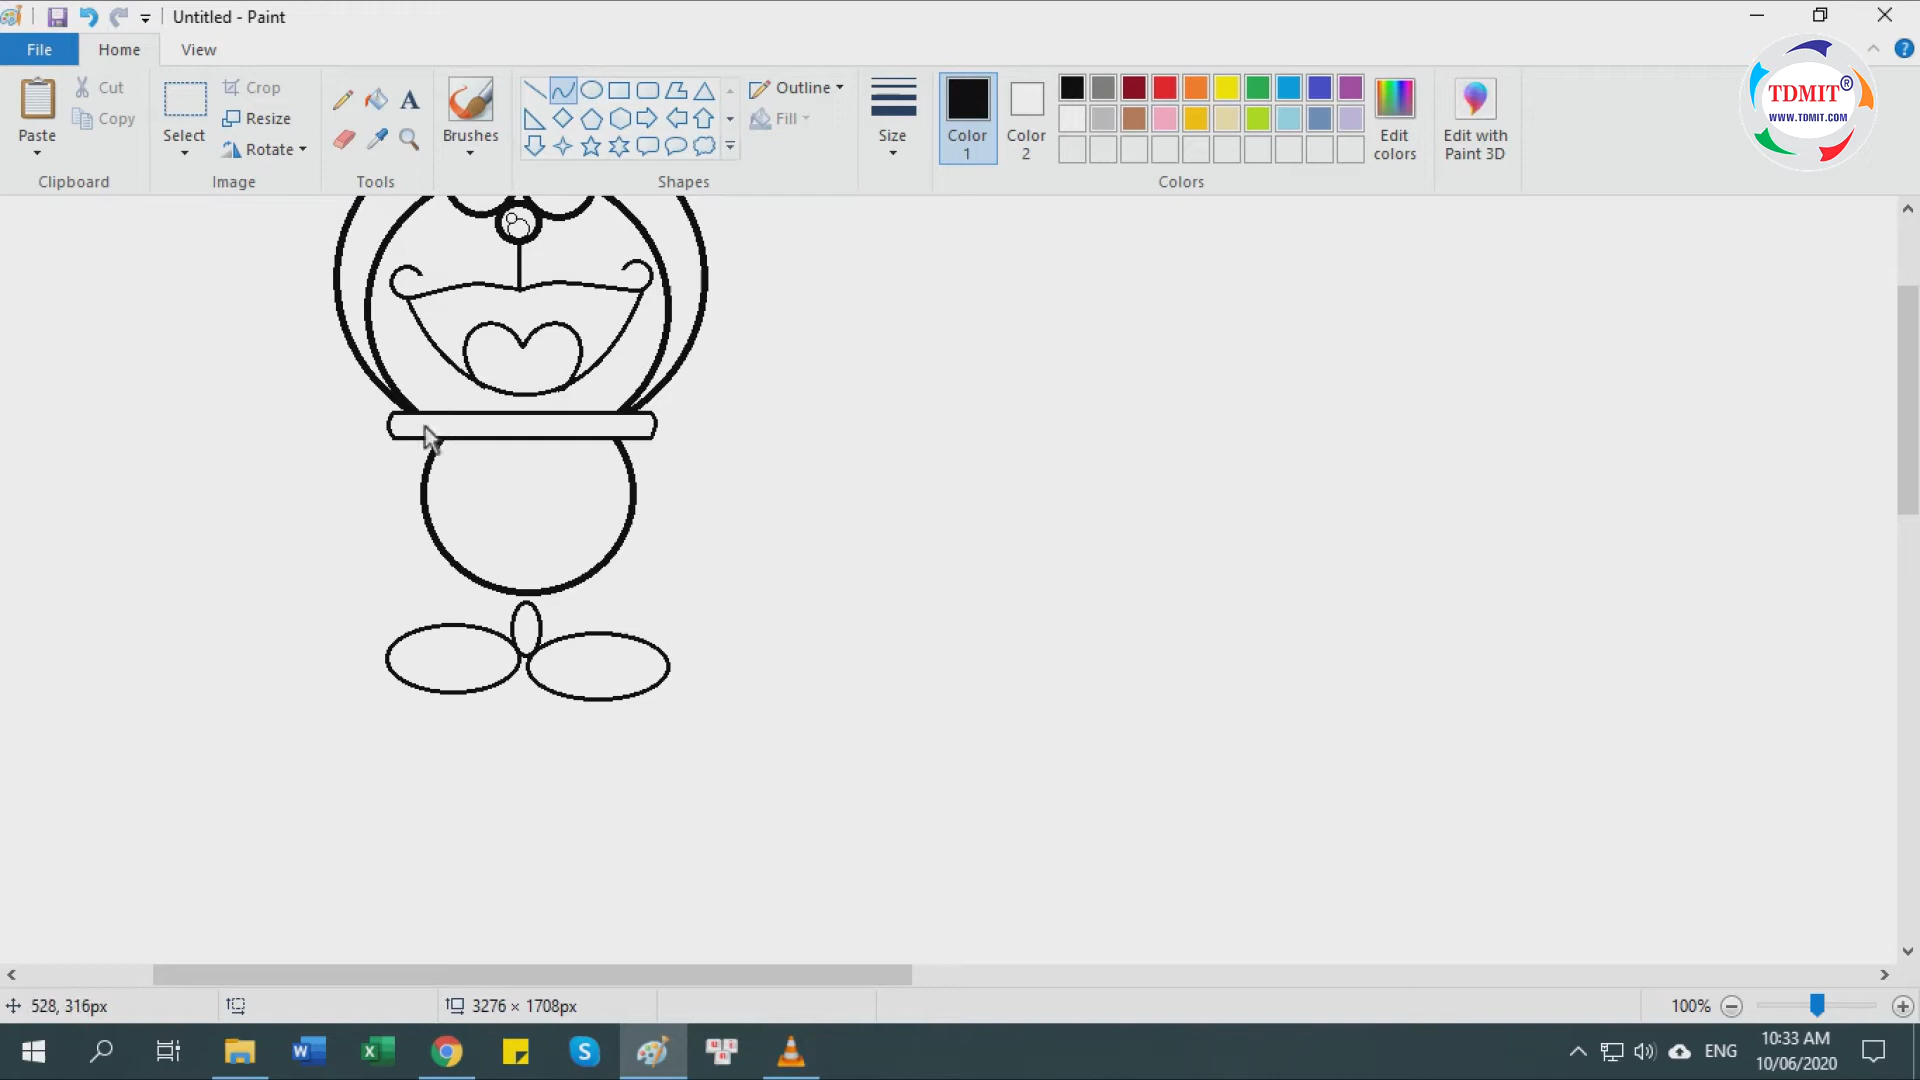 Untitled - Paint
File
Home
View
Paste
Cut
Copy
Clipboard
Select
Crop
Resize
Rotate
Image
A
Tools
Brushes
Shapes
Outline
Fill
Size
Color
1
Color
2
Colors
Edit
colors
Edit with
Paint 3D
TDMIT®
WWW.TDMIT.COM
528, 316px
3276 × 1708px
100%
ENG
10:33 AM
10/06/2020